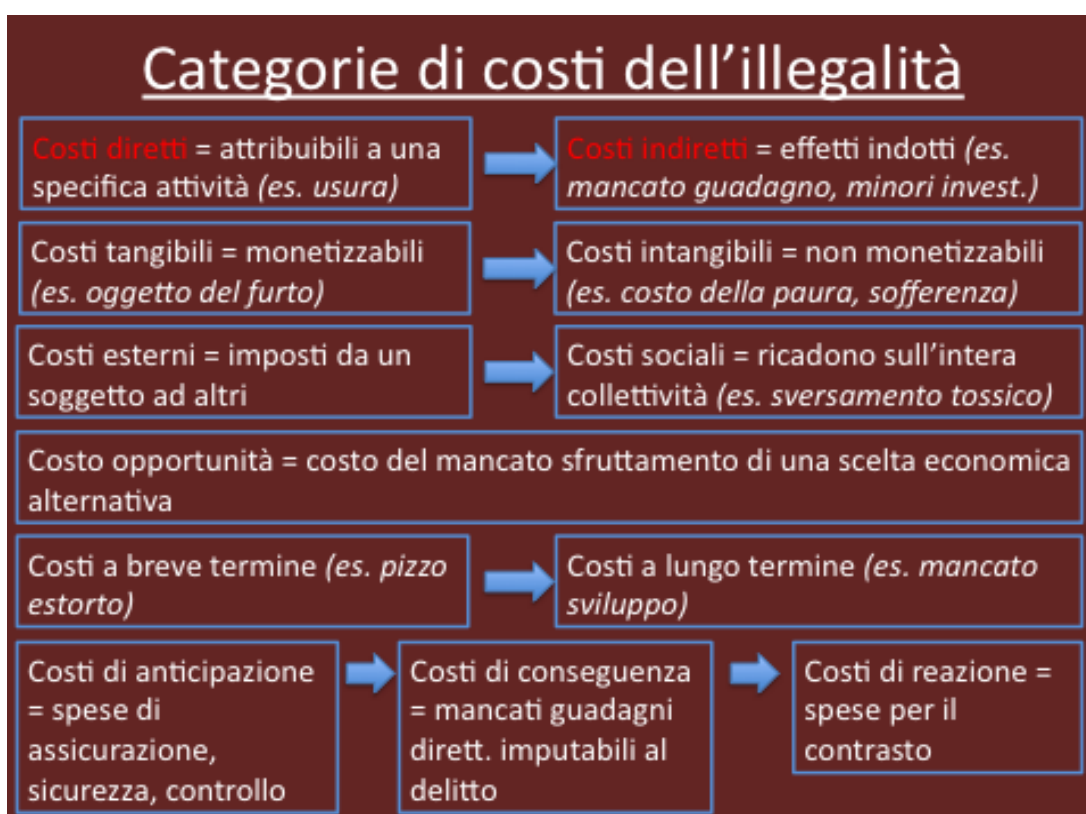 Categorie di costi dell'illegalità
Costi diretti = attribuibili a una
specifica attività (es. usura)
Costi indiretti = effetti indotti (es.
mancato guadagno, minori invest.)
Costi tangibili = monetizzabili
(es. oggetto del furto)
Costi intangibili = non monetizzabili
(es. costo della paura, sofferenza)
Costi esterni = imposti da un
soggetto ad altri
Costi sociali = ricadono sull'intera
collettività (es. sversamento tossico)
Costo opportunità = costo del mancato sfruttamento di una scelta economica
alternativa
Costi a breve termine (es. pizzo
estorto)
Costi a lungo termine (es. mancato
sviluppo)
Costi di anticipazione
= spese di
assicurazione,
sicurezza, controllo
Costi di conseguenza
= mancati guadagni
dirett. imputabili al
delitto
Costi di reazione =
spese per il
contrasto